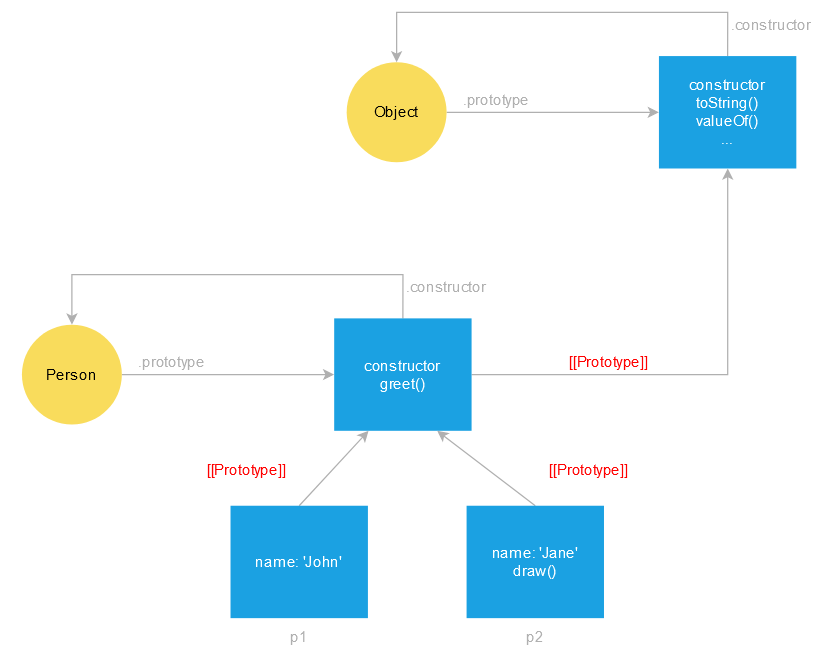 .constructor
constructor
toString()
valueOf()
...
Object
.prototype
.constructor
Person
.prototype
constructor
greet()
[[Prototype]]
[[Prototype]]
[[Prototype]]
name: 'John'
name: 'Jane'
draw()
p1
p2